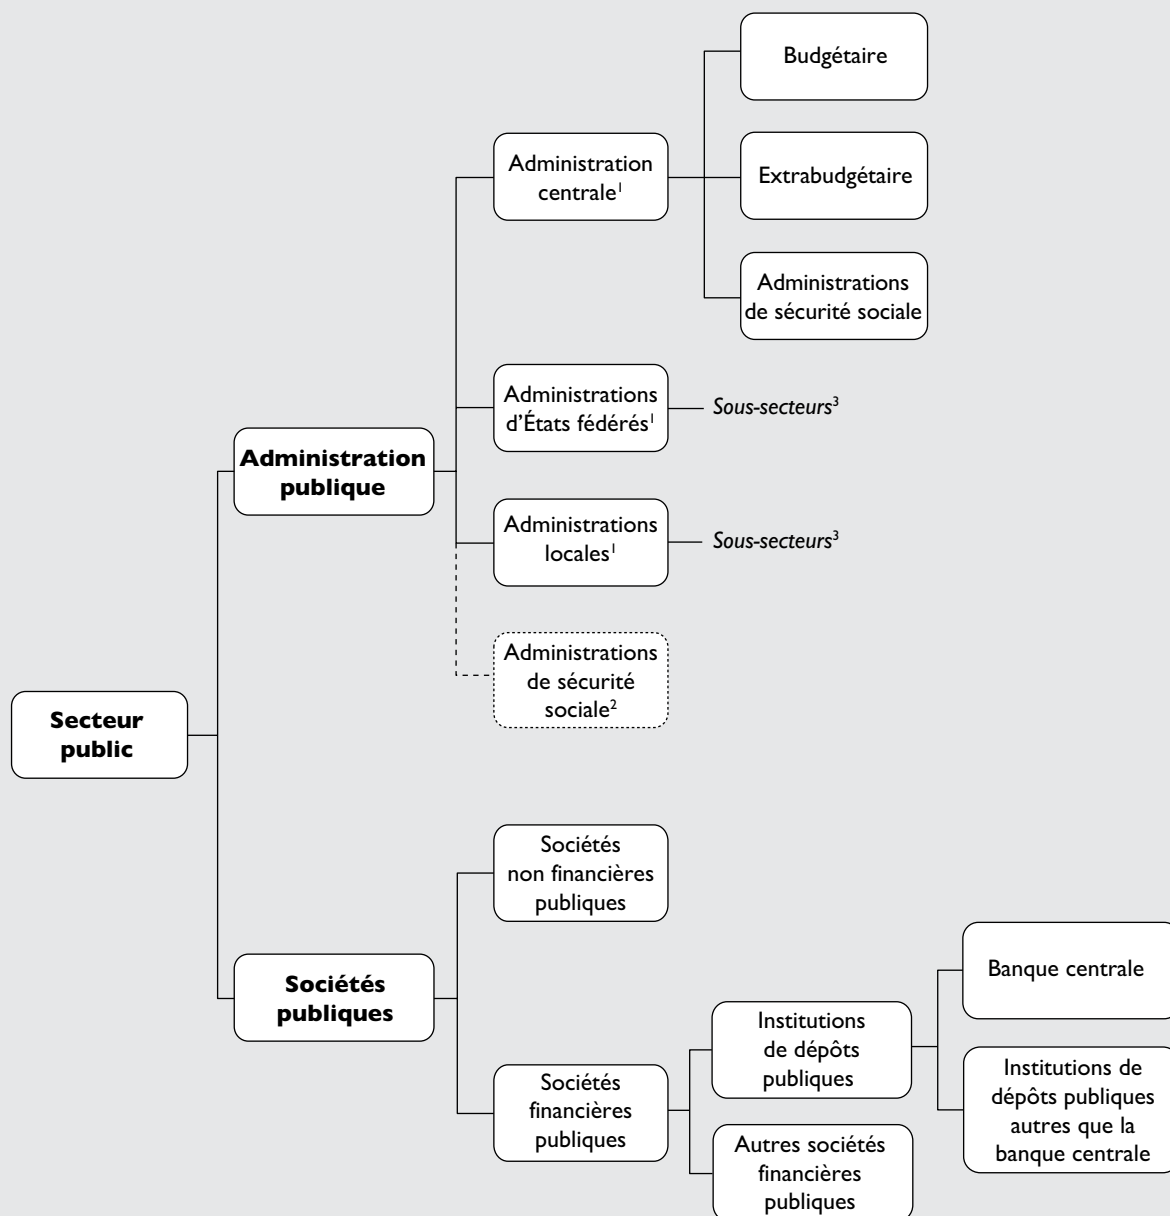 Budgétaire
Administration
centrale¹
Extrabudgétaire
Administrations
de sécurité sociale
Administrations
d'États fédérés¹
Sous-secteurs³
Administration
publique
Administrations
locales¹
Sous-secteurs³
Administrations
de sécurité
sociale²
Secteur
public
Sociétés
non financières
publiques
Sociétés
publiques
Banque centrale
Institutions
de dépôts
publiques
Sociétés
financières
publiques
Institutions de
dépôts publiques
autres que la
banque centrale
Autres sociétés
financières
publiques